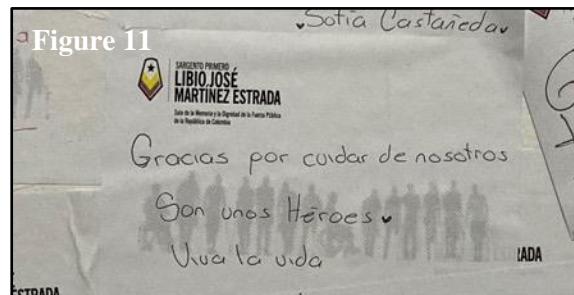 a
Figure 11
Sofia Castañeda
SARGENTO PRIMERO
LIBIO JOSÉ
MARTÍNEZ ESTRADA
Sala de la Memoria y la Dignidad de la Fuerza Pública
de la República de Colombia
Gracias por cuidar de nosotros
Son unos Héroes
Viva la vida
ADA
ESTRADA